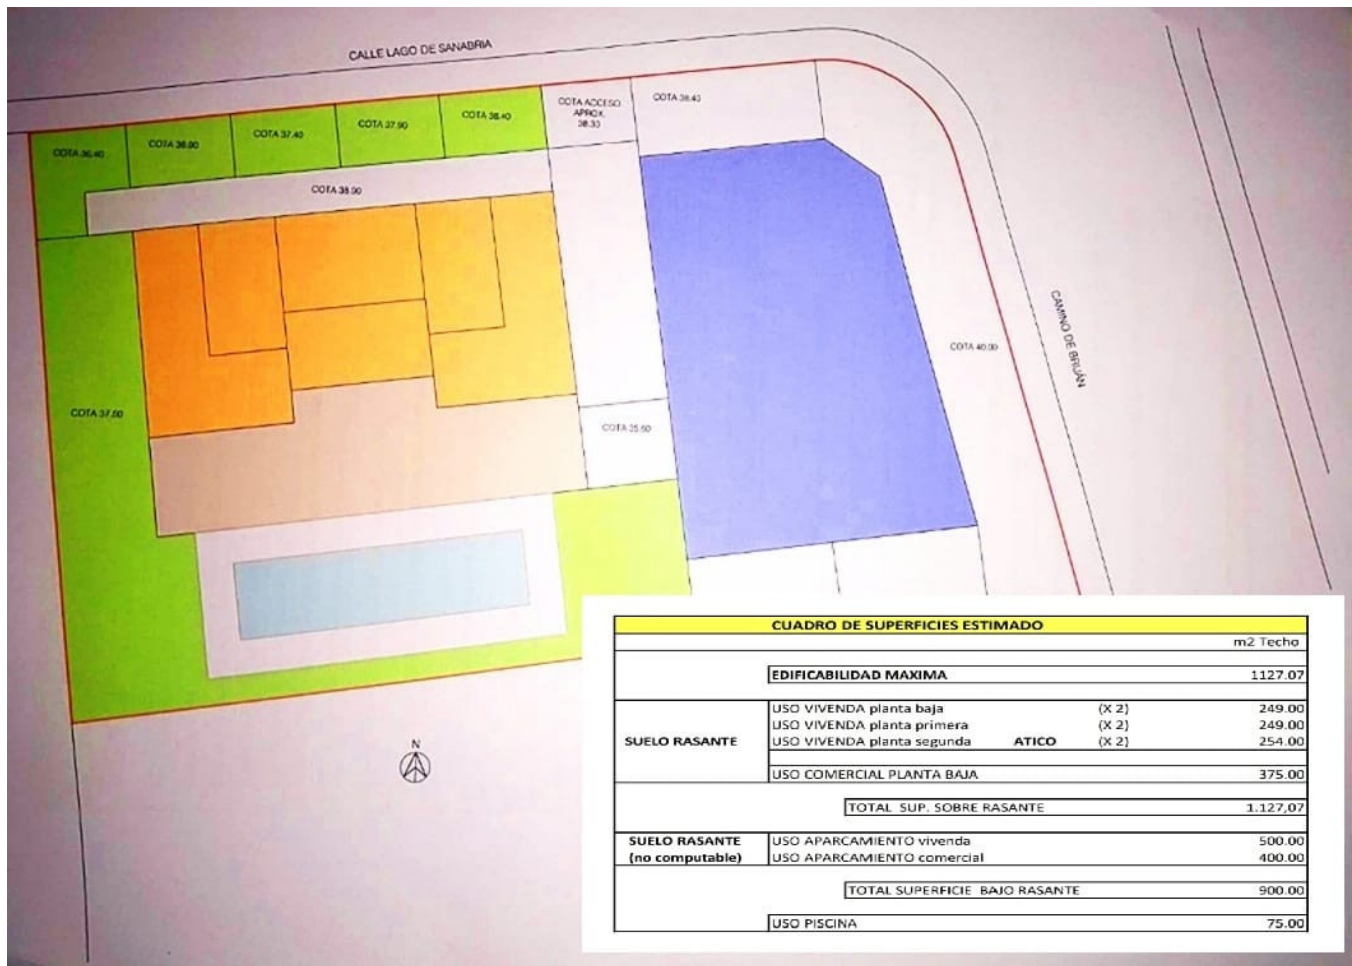 CALLE LAGO DE SANABRIA
COTA ACCESO
APROX.
38.30
COTA 38.40
COTA 36.40
COTA 36.90
COTA 37.40
COTA 37.90
COTA 38.40
COTA 38.90
CAMINO DE BRUÁN
COTA 40.00
COTA 37.50
COTA 35.60
N
CUADRO DE SUPERFICIES ESTIMADO
m2 Techo
EDIFICABILIDAD MAXIMA 1127.07
USO VIVENDA planta baja (X 2) 249.00
USO VIVENDA planta primera (X 2) 249.00
SUELO RASANTE USO VIVENDA planta segunda ATICO (X 2) 254.00
USO COMERCIAL PLANTA BAJA 375.00
TOTAL SUP. SOBRE RASANTE 1.127,07
SUELO RASANTE USO APARCAMIENTO vivenda 500.00
(no computable) USO APARCAMIENTO comercial 400.00
TOTAL SUPERFICIE BAJO RASANTE 900.00
USO PISCINA 75.00